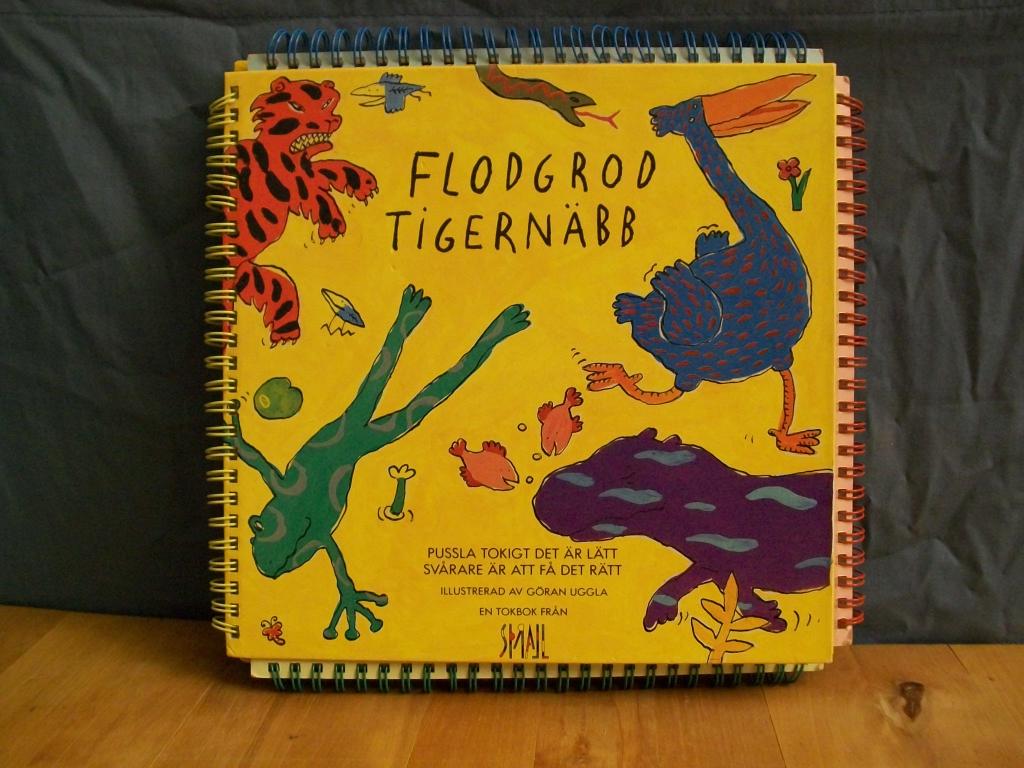 FLODGROD
TIGERNÄBB
PUSSLA TOKIGT DET ÄR LÄTT
SVÅRARE ÄR ATT FÅ DET RÄTT
ILLUSTRERAD AV GÖRAN UGGLA
EN TOKBOK FRÅN
SMALL